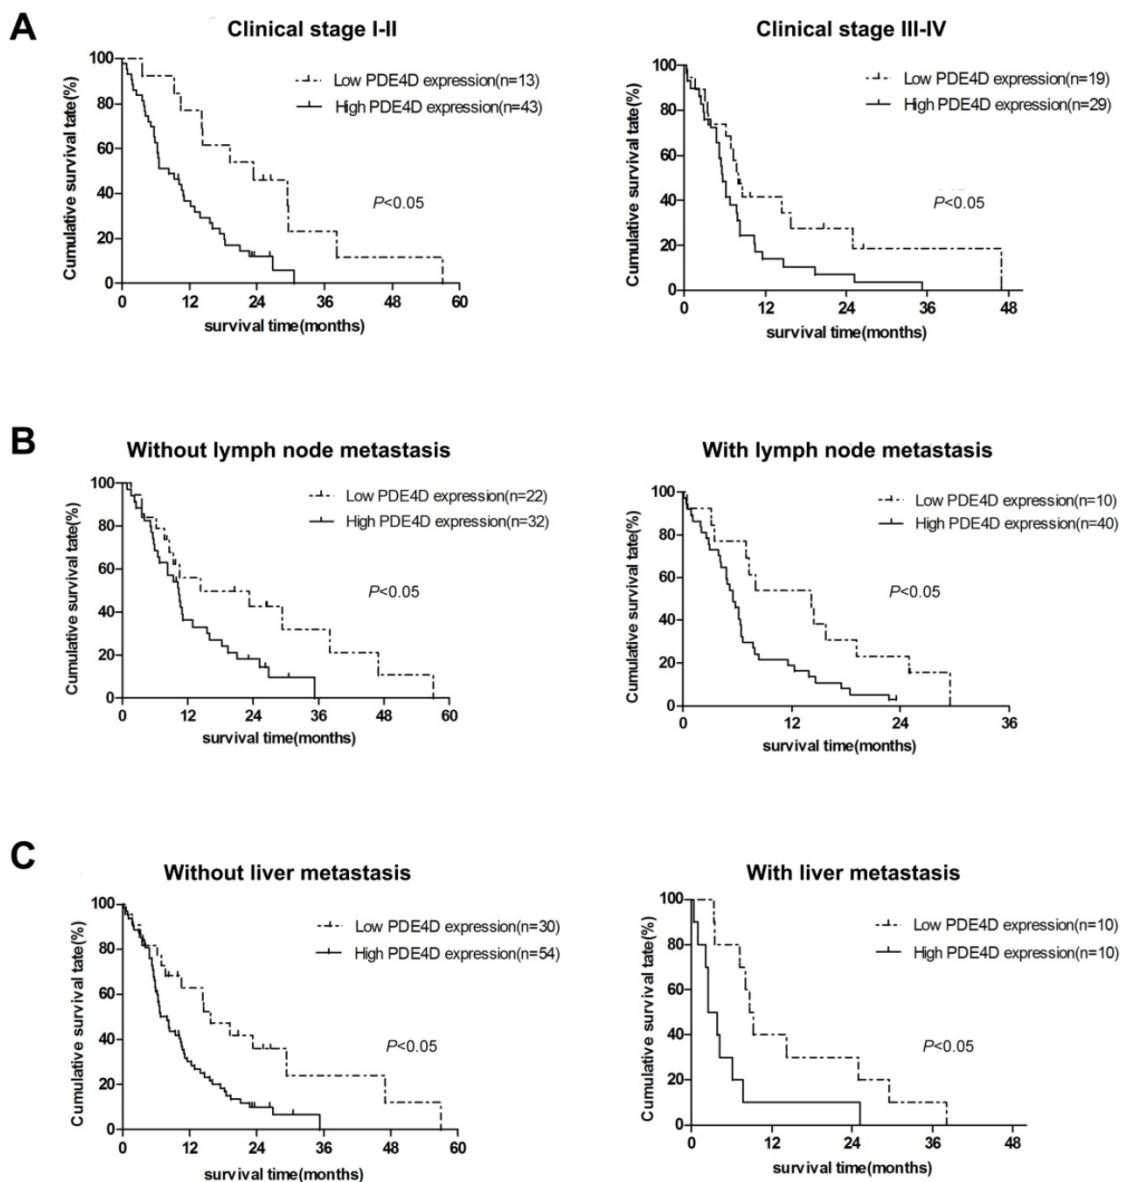 A
Clinical stage I-II
Cumulative survival tate(%)
100
80
60
40
20
0
0 12 24 36 48 60
survival time(months)
Low PDE4D expression(n=13)
High PDE4D expression(n=43)
P<0.05
Clinical stage III-IV
Cumulative survival tate(%)
100
80
60
40
20
0
0 12 24 36 48
survival time(months)
Low PDE4D expression(n=19)
High PDE4D expression(n=29)
P<0.05
B
Without lymph node metastasis
Cumulative survival tate(%)
100
80
60
40
20
0
0 12 24 36 48 60
survival time(months)
Low PDE4D expression(n=22)
High PDE4D expression(n=32)
P<0.05
With lymph node metastasis
Cumulative survival tate(%)
100
80
60
40
20
0
0 12 24 36
survival time(months)
Low PDE4D expression(n=10)
High PDE4D expression(n=40)
P<0.05
C
Without liver metastasis
Cumulative survival tate(%)
100
80
60
40
20
0
0 12 24 36 48 60
survival time(months)
Low PDE4D expression(n=30)
High PDE4D expression(n=54)
P<0.05
With liver metastasis
Cumulative survival tate(%)
100
80
60
40
20
0
0 12 24 36 48
survival time(months)
Low PDE4D expression(n=10)
High PDE4D expression(n=10)
P<0.05